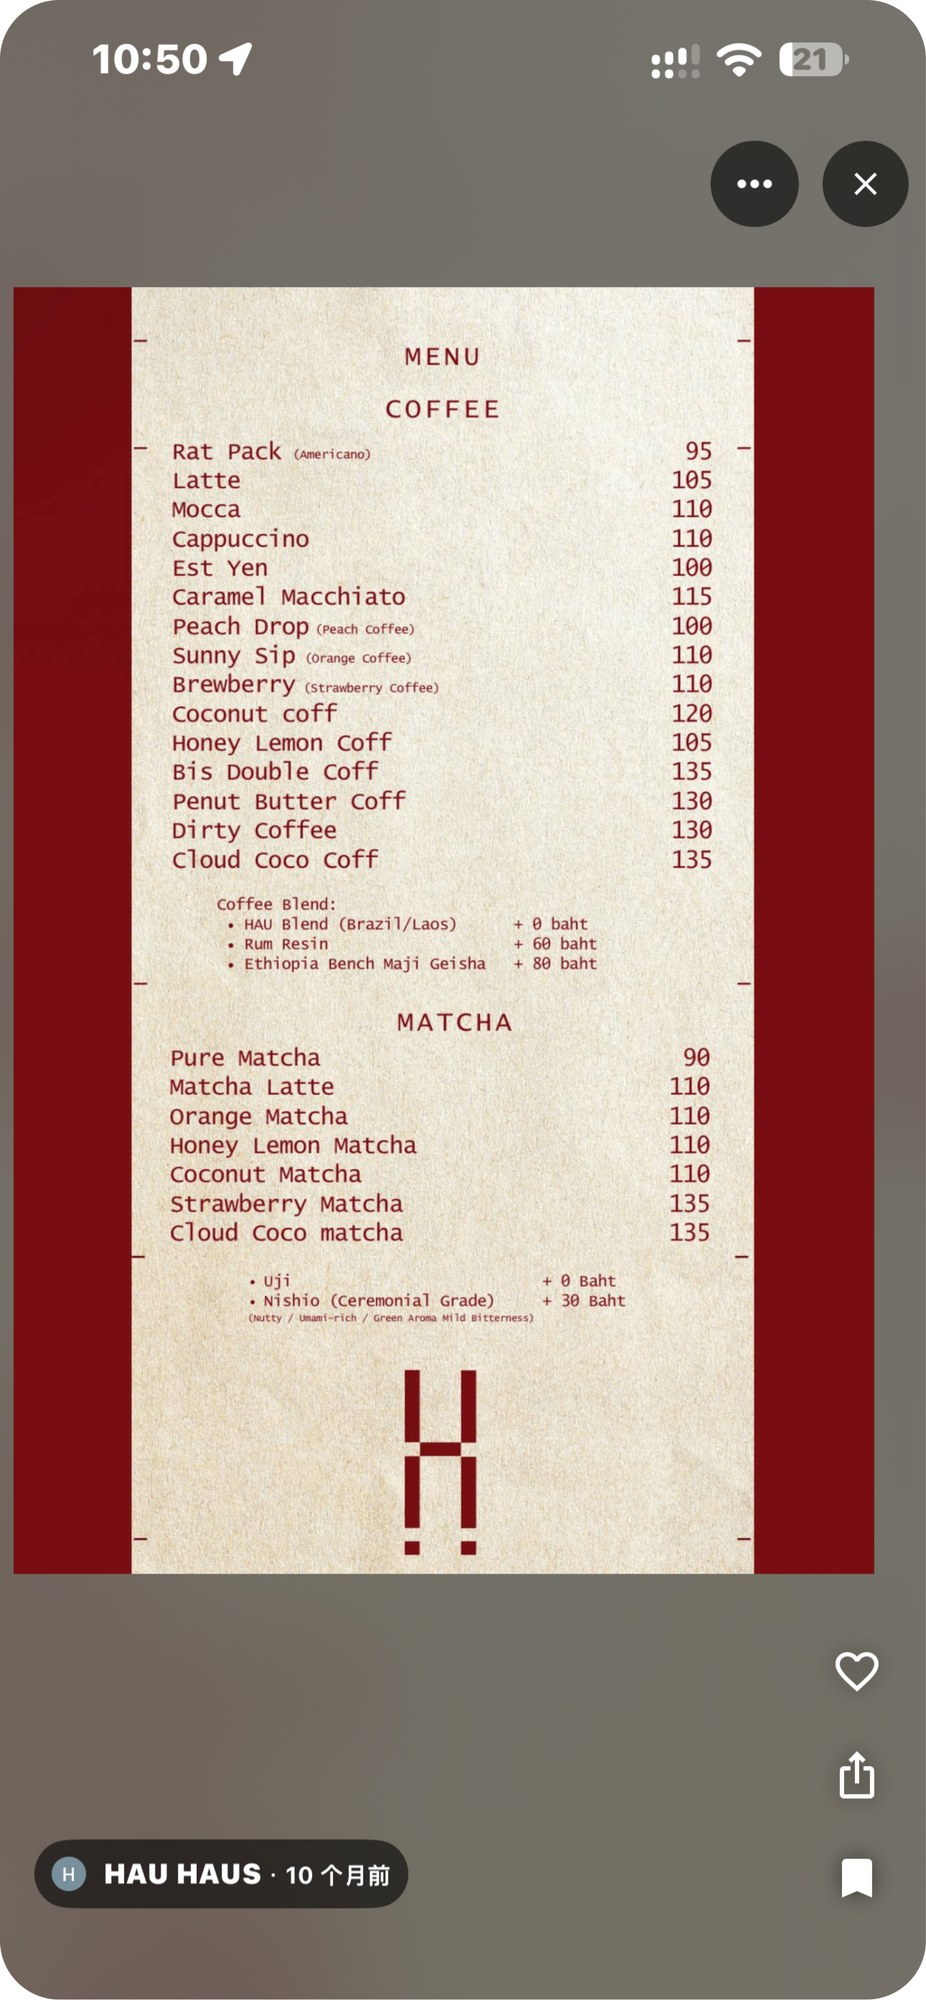 10:50
21
MENU
COFFEE
Rat Pack (Americano) 95
Latte 105
Mocca 110
Cappuccino 110
Est Yen 100
Caramel Macchiato 115
Peach Drop (Peach Coffee) 100
Sunny Sip (Orange Coffee) 110
Brewberry (Strawberry Coffee) 110
Coconut coff 120
Honey Lemon Coff 105
Bis Double Coff 135
Penut Butter Coff 130
Dirty Coffee 130
Cloud Coco Coff 135
Coffee Blend:
• HAU Blend (Brazil/Laos) + 0 baht
• Rum Resin + 60 baht
• Ethiopia Bench Maji Geisha + 80 baht
MATCHA
Pure Matcha 90
Matcha Latte 110
Orange Matcha 110
Honey Lemon Matcha 110
Coconut Matcha 110
Strawberry Matcha 135
Cloud Coco matcha 135
• Uji + 0 Baht
• Nishio (Ceremonial Grade) + 30 Baht
(Nutty / Umami-rich / Green Aroma Mild Bitterness)
H
H HAU HAUS · 10 个月前